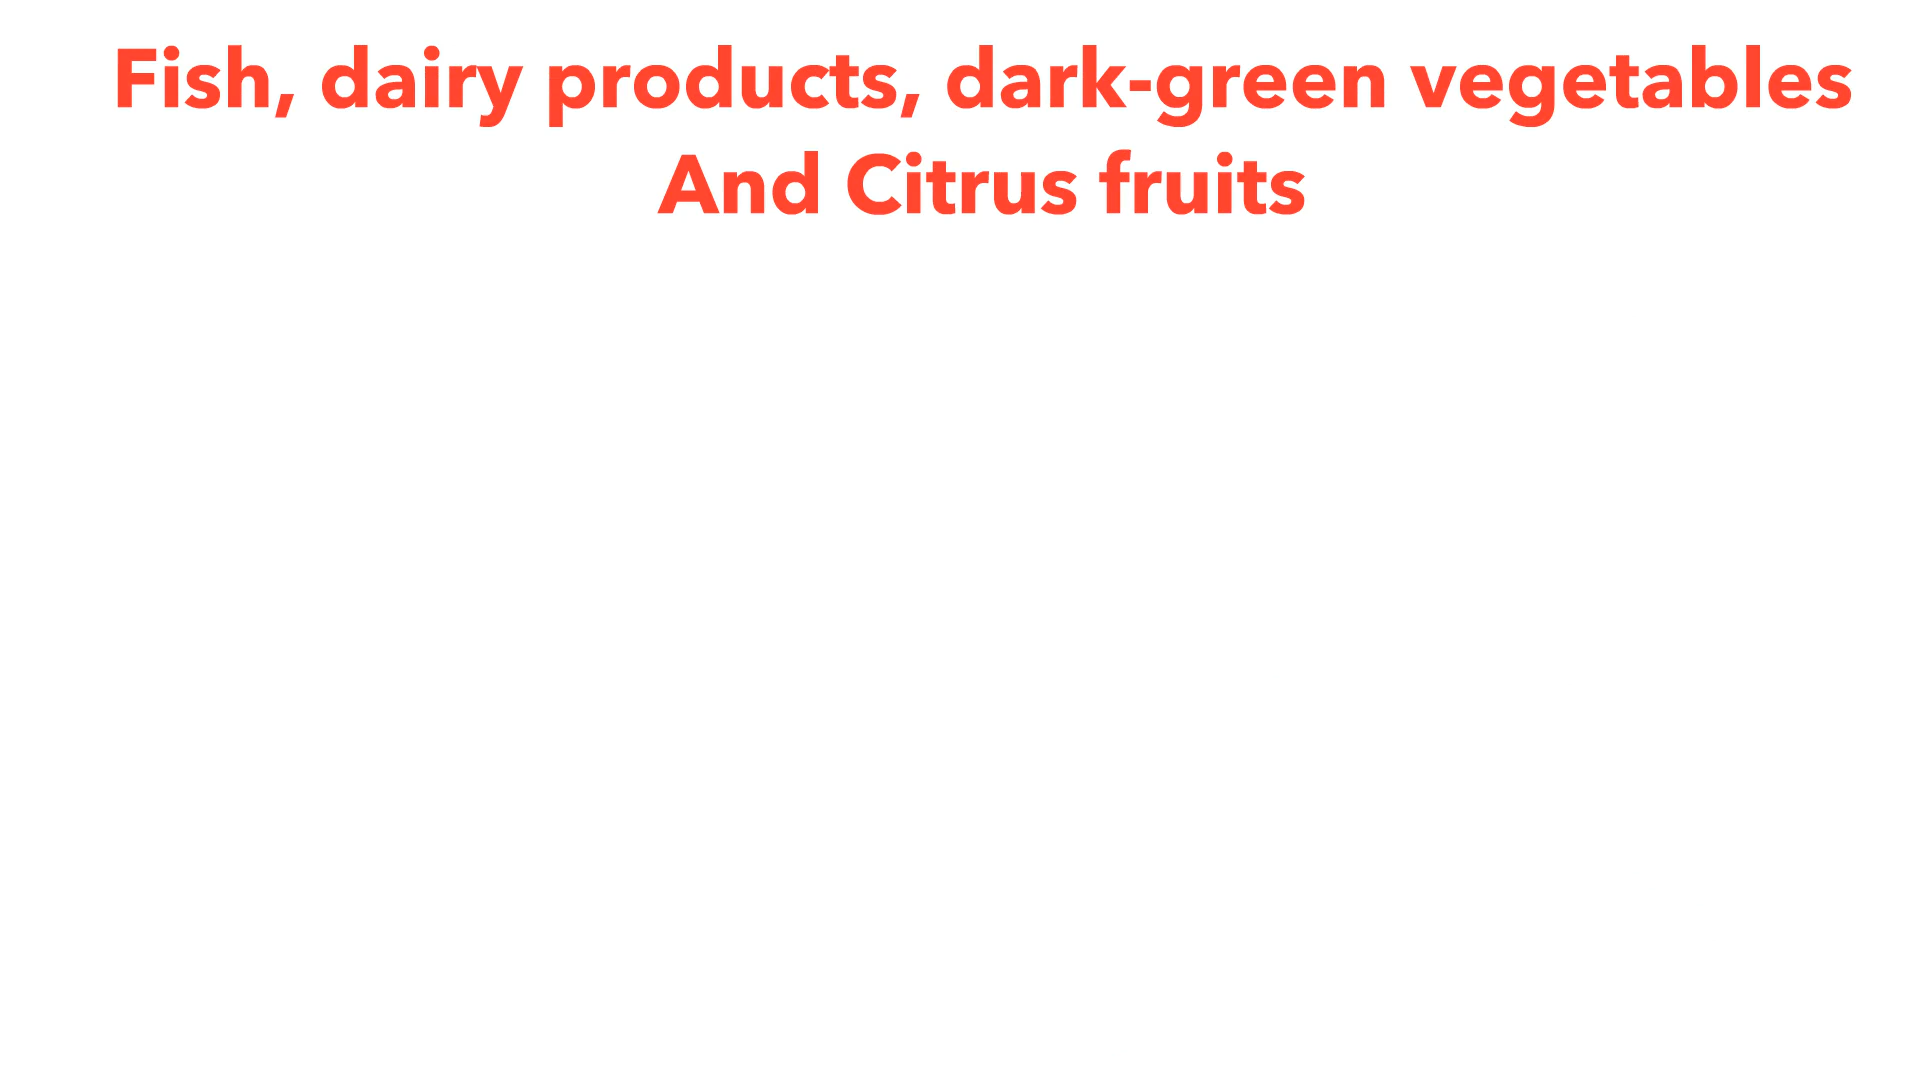 Fish, dairy products, dark-green vegetables
And Citrus fruits